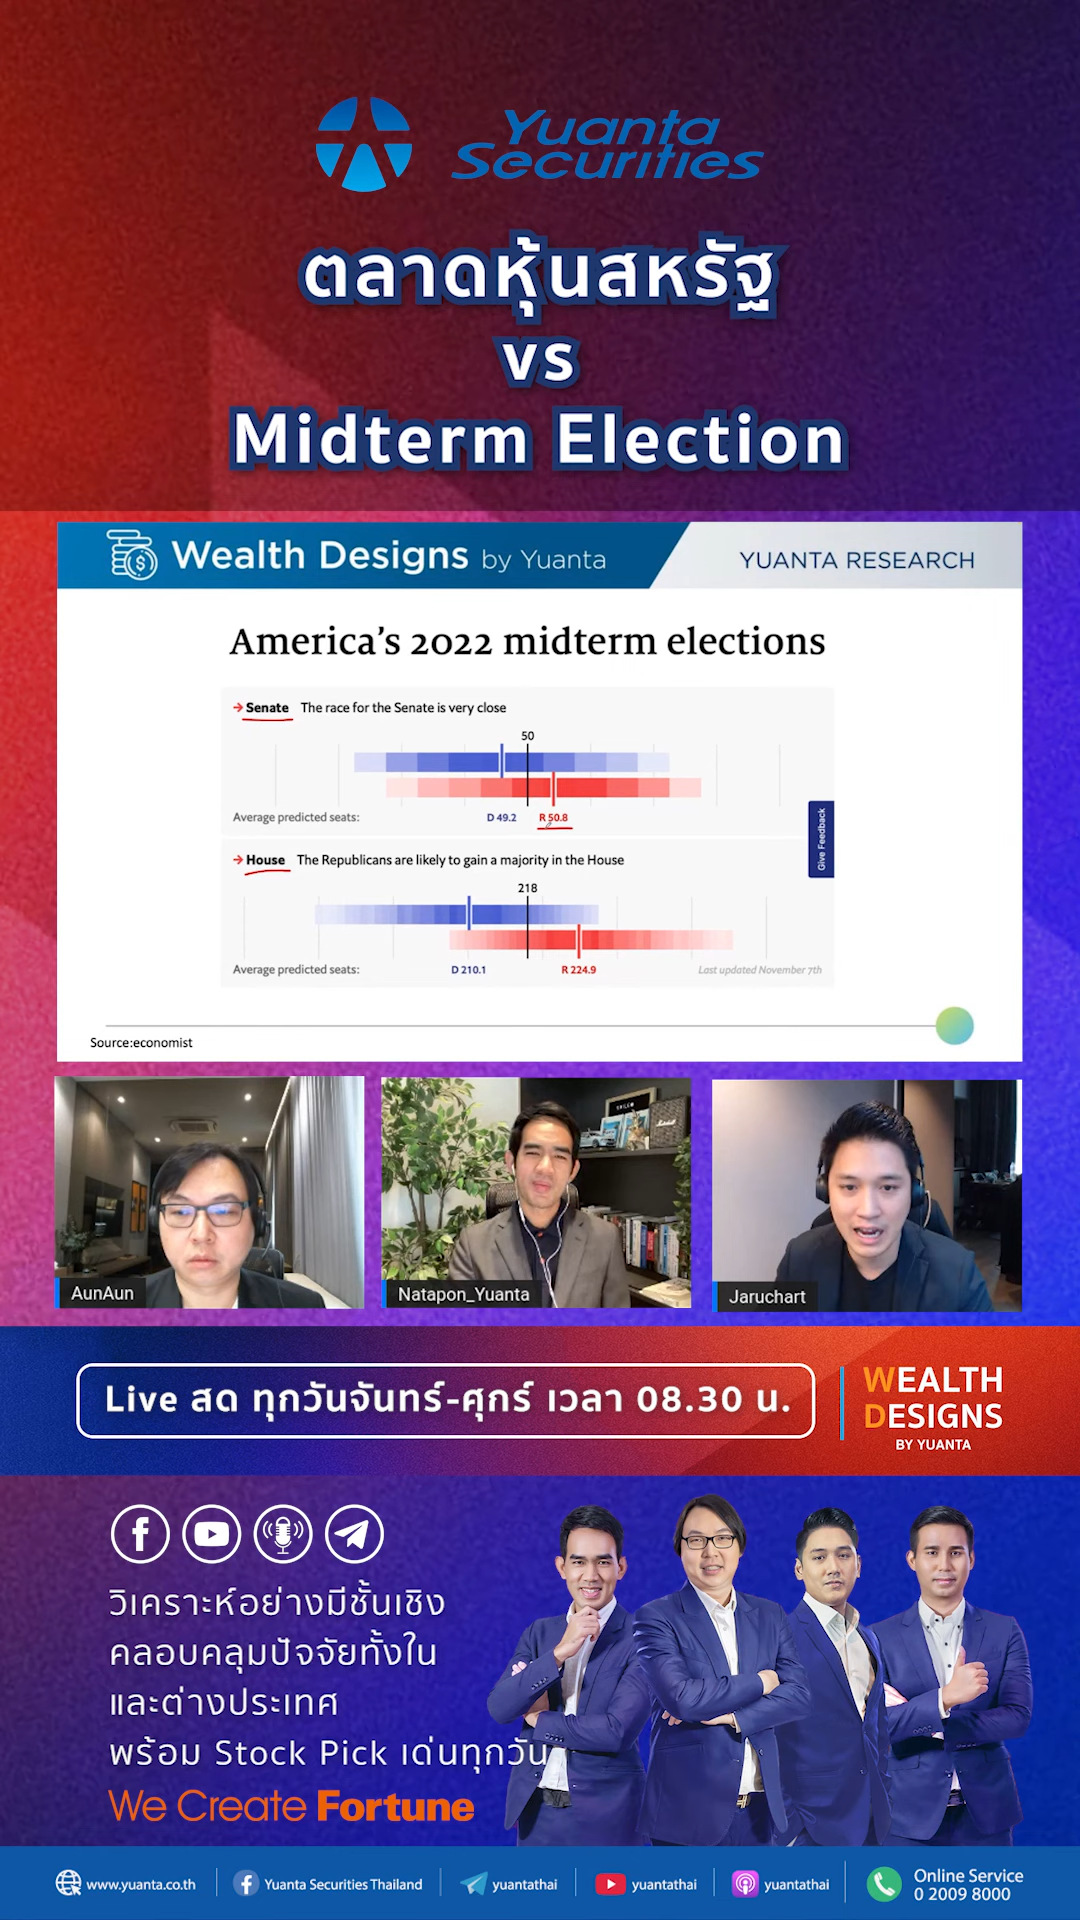 Yuanta
Securities
ตลาดหุ้นสหรัฐ
vs
Midterm Election
Wealth Designs by Yuanta
YUANTA RESEARCH
America's 2022 midterm elections
→ Senate The race for the Senate is very close
50
Average predicted seats:
D 49.2
R 50.8
Give Feedback
→ House The Republicans are likely to gain a majority in the House
218
Average predicted seats:
D 210.1
R 224.9
Last updated November 7th
Source:economist
AunAun
Natapon_Yuanta
Jaruchart
Live สด ทุกวันจันทร์-ศุกร์ เวลา 08.30 น.
WEALTH
DESIGNS
BY YUANTA
วิเคราะห์อย่างมีชั้นเชิง
คลอบคลุมปัจจัยทั้งใน
และต่างประเทศ
พร้อม Stock Pick เด่นทุกวัน
We Create Fortune
www.yuanta.co.th
Yuanta Securities Thailand
yuantathai
yuantathai
yuantathai
Online Service
0 2009 8000